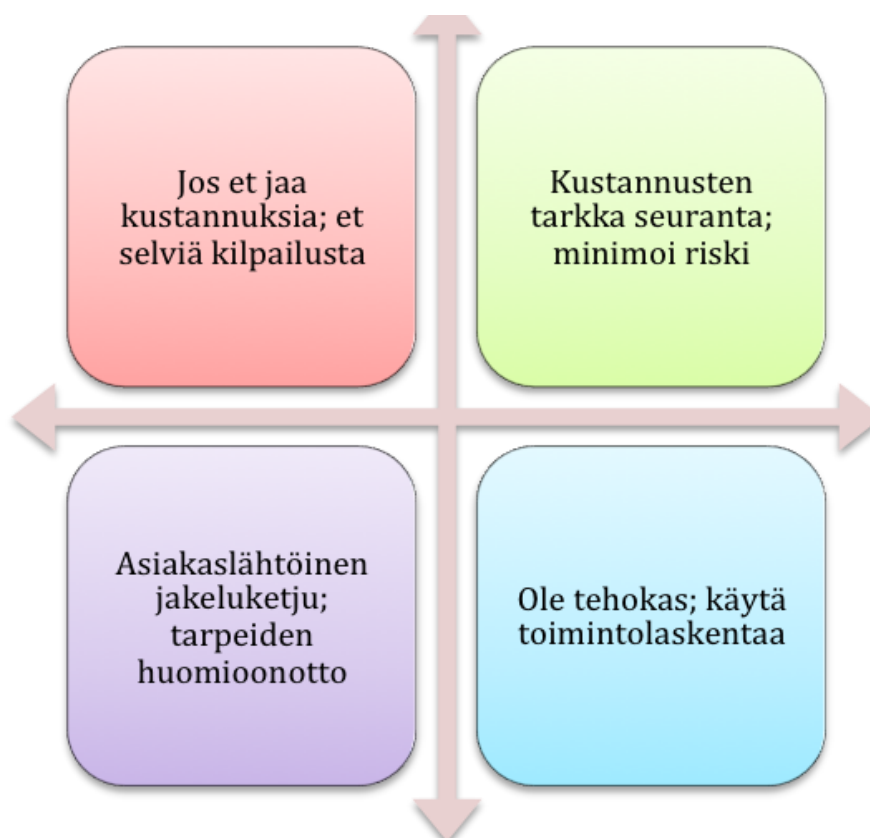 Jos et jaa
kustannuksia; et
selviä kilpailusta
Kustannusten
tarkka seuranta;
minimoi riski
Asiakaslähtöinen
jakeluketju;
tarpeiden
huomioonotto
Ole tehokas; käytä
toimintolaskentaa